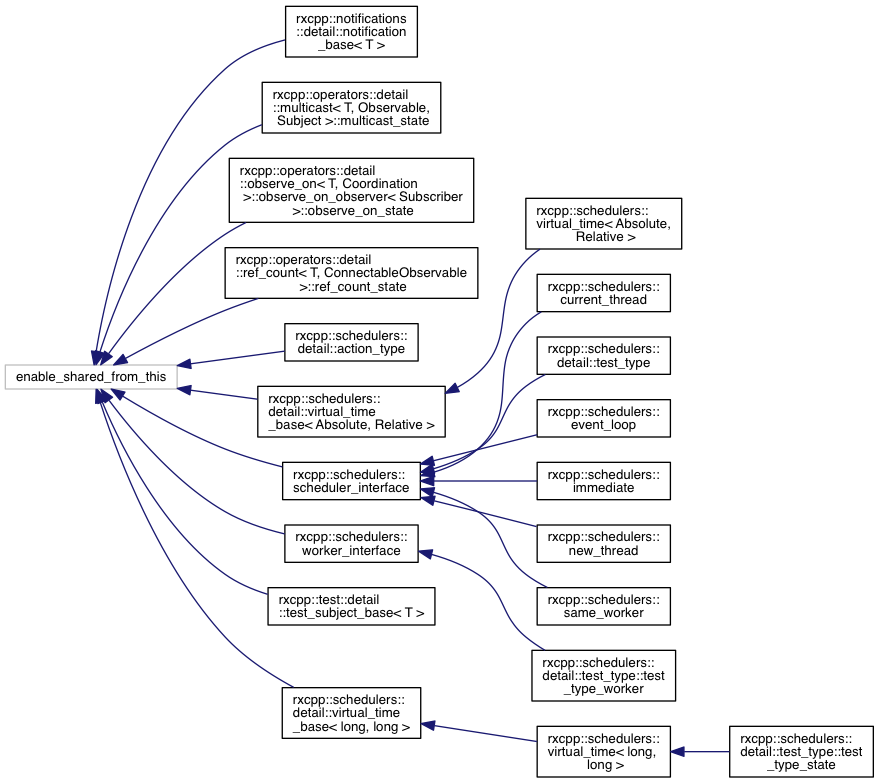 rxcpp::notifications
::detail::notification
_base< T >
rxcpp::operators::detail
::multicast< T, Observable,
Subject >::multicast_state
rxcpp::operators::detail
::observe_on< T, Coordination
>::observe_on_observer< Subscriber
>::observe_on_state
rxcpp::operators::detail
::ref_count< T, ConnectableObservable
>::ref_count_state
rxcpp::schedulers::
detail::action_type
enable_shared_from_this
rxcpp::schedulers::
detail::virtual_time
_base< Absolute, Relative >
rxcpp::schedulers::
scheduler_interface
rxcpp::schedulers::
worker_interface
rxcpp::test::detail
::test_subject_base< T >
rxcpp::schedulers::
detail::virtual_time
_base< long, long >
rxcpp::schedulers::
virtual_time< Absolute,
Relative >
rxcpp::schedulers::
current_thread
rxcpp::schedulers::
detail::test_type
rxcpp::schedulers::
event_loop
rxcpp::schedulers::
immediate
rxcpp::schedulers::
new_thread
rxcpp::schedulers::
same_worker
rxcpp::schedulers::
detail::test_type::test
_type_worker
rxcpp::schedulers::
virtual_time< long,
long >
rxcpp::schedulers::
detail::test_type::test
_type_state